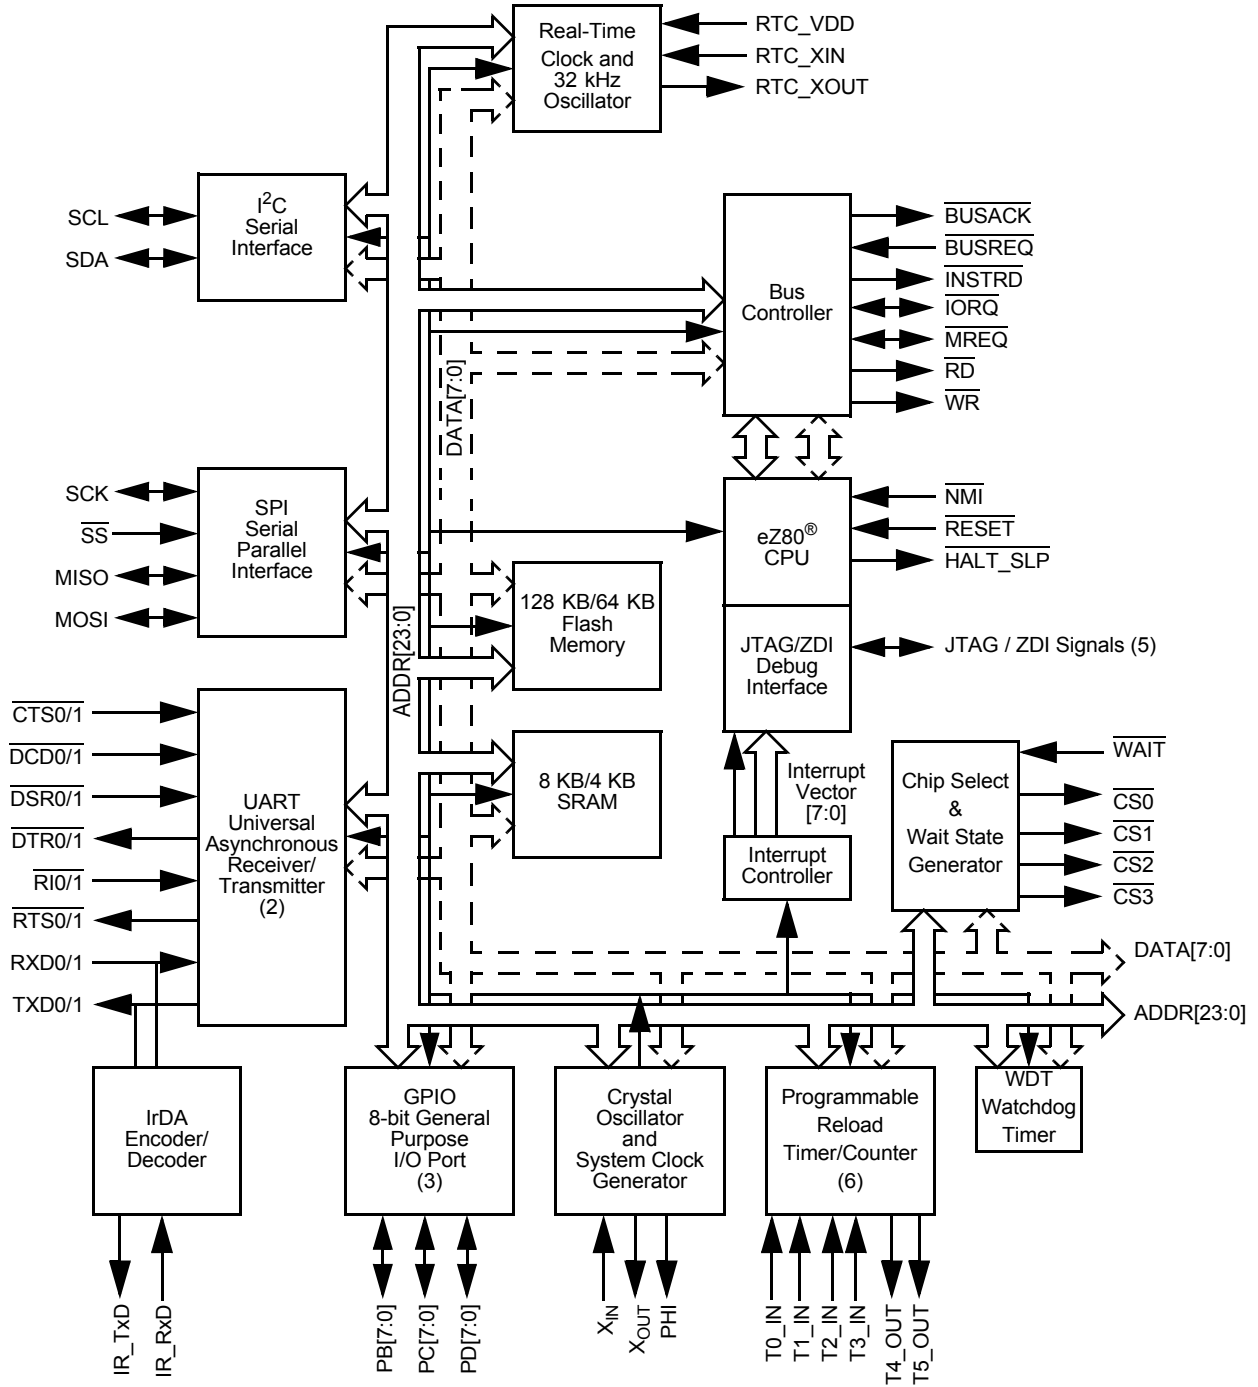 Real-Time
Clock and
32 kHz
Oscillator
RTC_VDD
RTC_XIN
RTC_XOUT
I²C
Serial
Interface
SCL
SDA
Bus
Controller
BUSACK
BUSREQ
INSTRD
IORQ
MREQ
RD
WR
DATA[7:0]
ADDR[23:0]
SPI
Serial
Parallel
Interface
SCK
SS
MISO
MOSI
eZ80®
CPU
NMI
RESET
HALT_SLP
128 KB/64 KB
Flash
Memory
JTAG/ZDI
Debug
Interface
JTAG / ZDI Signals (5)
UART
Universal
Asynchronous
Receiver/
Transmitter
(2)
CTS0/1
DCD0/1
DSR0/1
DTR0/1
RI0/1
RTS0/1
RXD0/1
TXD0/1
8 KB/4 KB
SRAM
Interrupt
Vector
[7:0]
Interrupt
Controller
Chip Select
&
Wait State
Generator
WAIT
CS0
CS1
CS2
CS3
DATA[7:0]
ADDR[23:0]
IrDA
Encoder/
Decoder
GPIO
8-bit General
Purpose
I/O Port
(3)
Crystal
Oscillator
and
System Clock
Generator
Programmable
Reload
Timer/Counter
(6)
WDT
Watchdog
Timer
IR_TxD
IR_RxD
PB[7:0]
PC[7:0]
PD[7:0]
XIN
XOUT
PHI
T0_IN
T1_IN
T2_IN
T3_IN
T4_OUT
T5_OUT